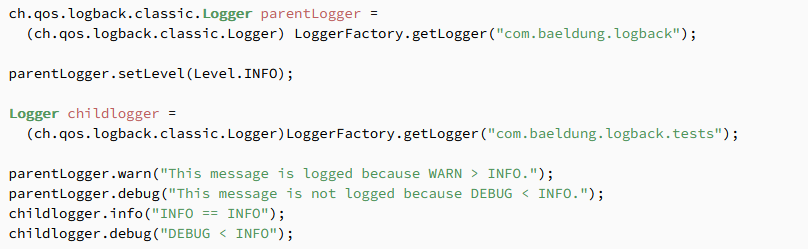 ch.qos.logback.classic.Logger parentLogger =
  (ch.qos.logback.classic.Logger) LoggerFactory.getLogger("com.baeldung.logback");

parentLogger.setLevel(Level.INFO);

Logger childlogger =
  (ch.qos.logback.classic.Logger)LoggerFactory.getLogger("com.baeldung.logback.tests");

parentLogger.warn("This message is logged because WARN > INFO.");
parentLogger.debug("This message is not logged because DEBUG < INFO.");
childlogger.info("INFO == INFO");
childlogger.debug("DEBUG < INFO");